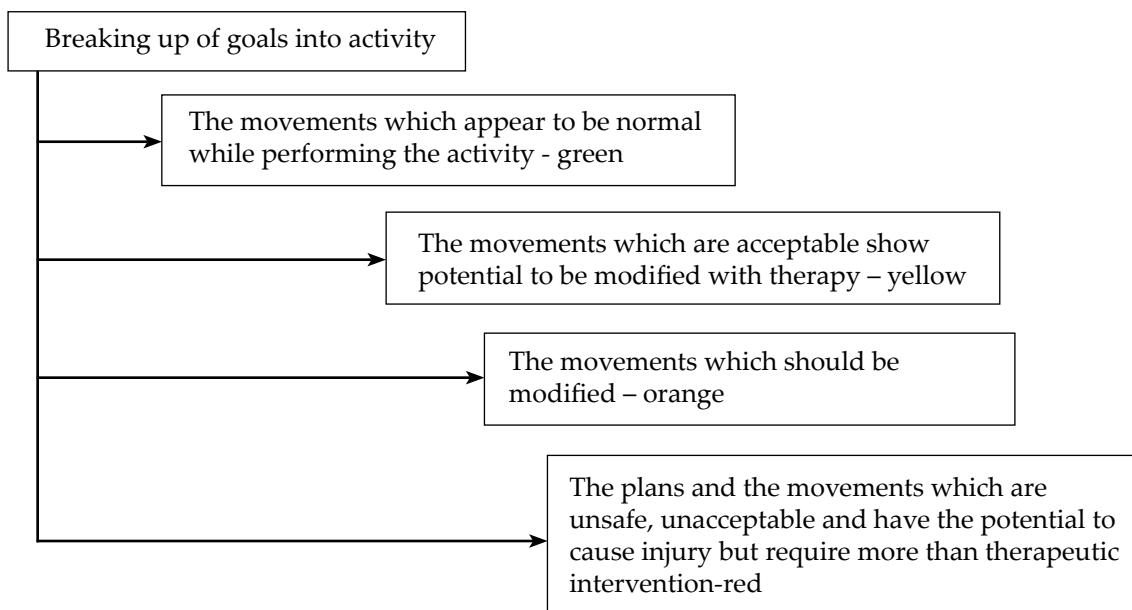 Breaking up of goals into activity
The movements which appear to be normal
while performing the activity - green
The movements which are acceptable show
potential to be modified with therapy – yellow
The movements which should be
modified – orange
The plans and the movements which are
unsafe, unacceptable and have the potential to
cause injury but require more than therapeutic
intervention-red